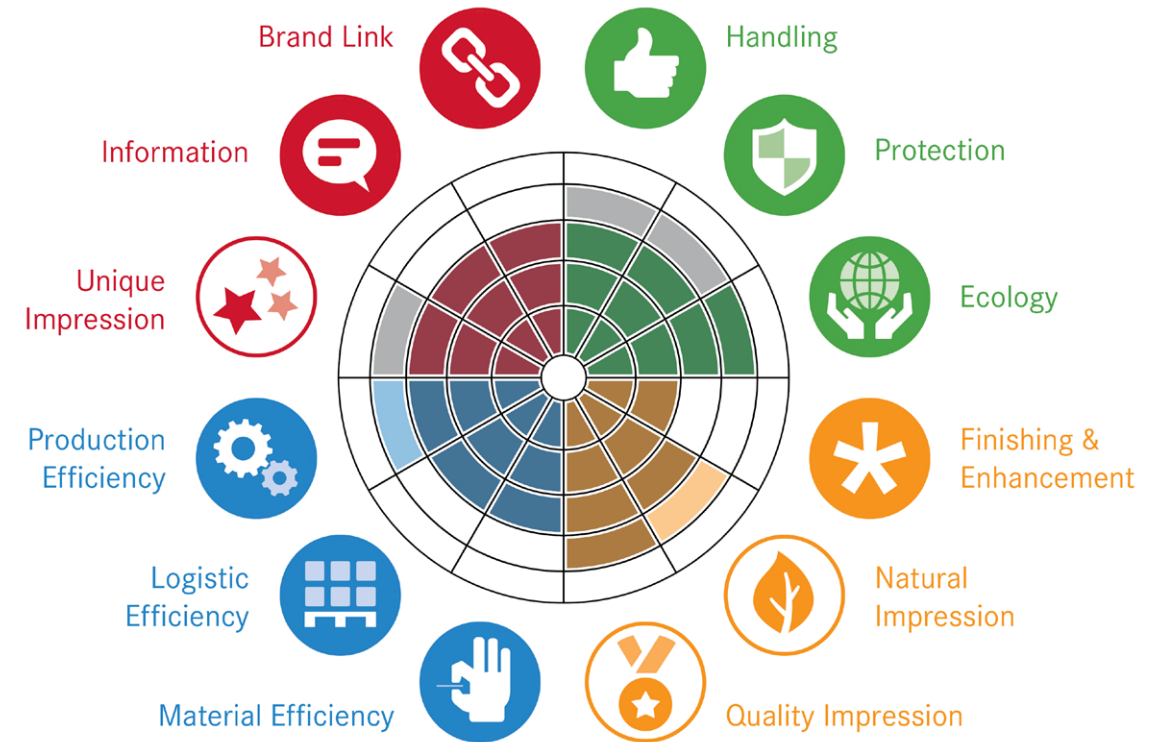 Brand Link
Handling
Information
Protection
Unique
Impression
Ecology
Production
Efficiency
Finishing &
Enhancement
Logistic
Efficiency
Natural
Impression
Material Efficiency
Quality Impression